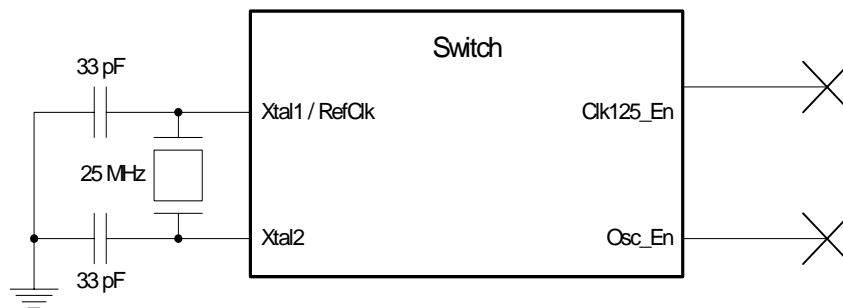 Switch
33 pF
Xtal1 / RefClk
Clk125_En
25 MHz
Xtal2
Osc_En
33 pF